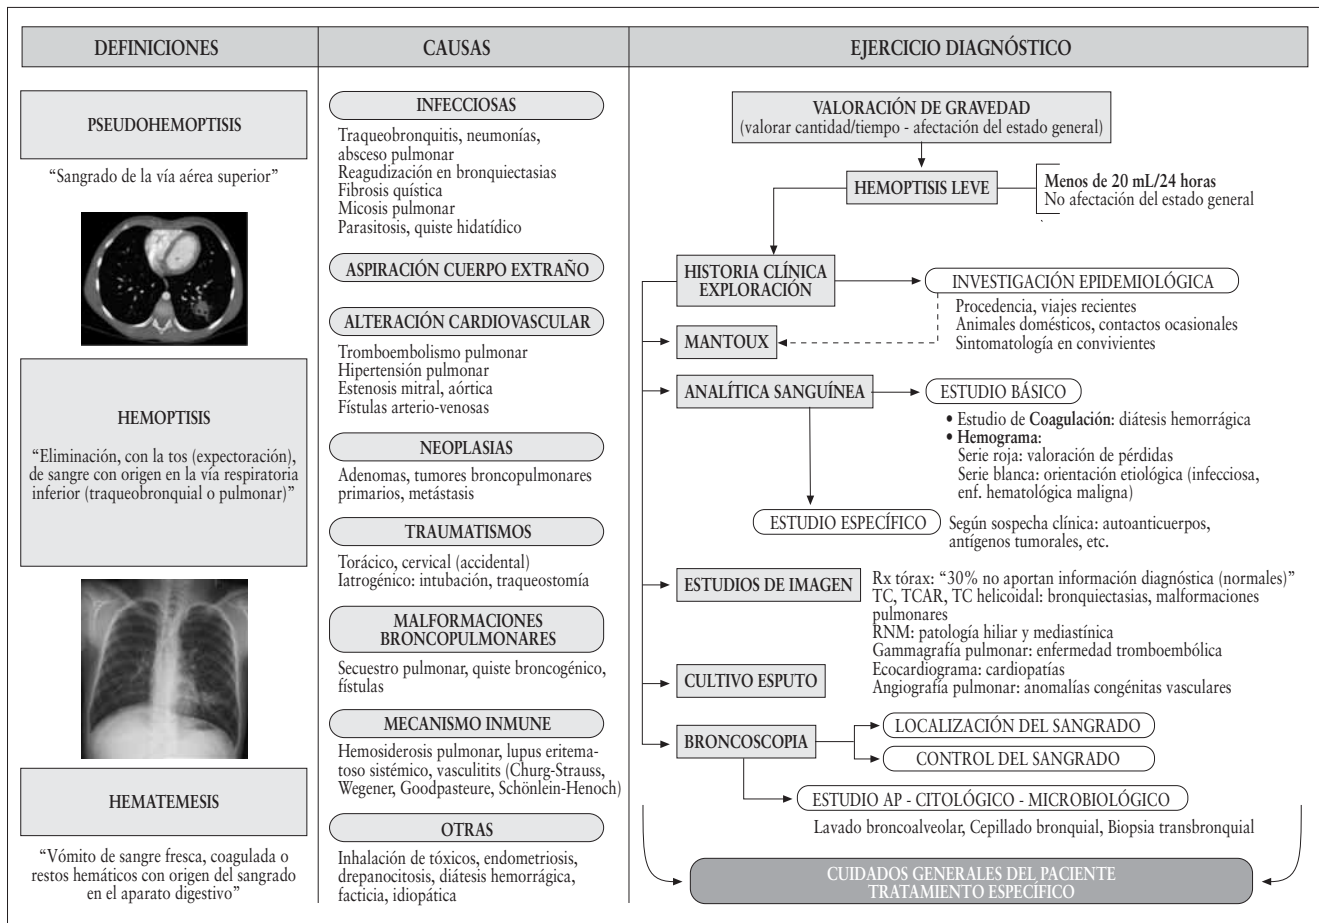 DEFINICIONES
CAUSAS
EJERCICIO DIAGNÓSTICO
PSEUDOHEMOPTISIS
“Sangrado de la vía aérea superior”
HEMOPTISIS
“Eliminación, con la tos (expectoración),
de sangre con origen en la vía respiratoria
inferior (traqueobronquial o pulmonar)”
HEMATEMESIS
“Vómito de sangre fresca, coagulada o
restos hemáticos con origen del sangrado
en el aparato digestivo”
INFECCIOSAS
Traqueobronquitis, neumonías,
absceso pulmonar
Reagudización en bronquiectasias
Fibrosis quística
Micosis pulmonar
Parasitosis, quiste hidatídico
ASPIRACIÓN CUERPO EXTRAÑO
ALTERACIÓN CARDIOVASCULAR
Tromboembolismo pulmonar
Hipertensión pulmonar
Estenosis mitral, aórtica
Fístulas arterio-venosas
NEOPLASIAS
Adenomas, tumores broncopulmonares
primarios, metástasis
TRAUMATISMOS
Torácico, cervical (accidental)
Iatrogénico: intubación, traqueostomía
MALFORMACIONES
BRONCOPULMONARES
Secuestro pulmonar, quiste broncogénico,
fístulas
MECANISMO INMUNE
Hemosiderosis pulmonar, lupus eritema-
toso sistémico, vasculitits (Churg-Strauss,
Wegener, Goodpasture, Schönlein-Henoch)
OTRAS
Inhalación de tóxicos, endometriosis,
drepanocitosis, diátesis hemorrágica,
facticia, idiopática
VALORACIÓN DE GRAVEDAD
(valorar cantidad/tiempo - afectación del estado general)
HEMOPTISIS LEVE
Menos de 20 mL/24 horas
No afectación del estado general
HISTORIA CLÍNICA
EXPLORACIÓN
INVESTIGACIÓN EPIDEMIOLÓGICA
Procedencia, viajes recientes
Animales domésticos, contactos ocasionales
Sintomatología en convivientes
MANTOUX
ANALÍTICA SANGUÍNEA
ESTUDIO BÁSICO
• Estudio de Coagulación: diátesis hemorrágica
• Hemograma:
Serie roja: valoración de pérdidas
Serie blanca: orientación etiológica (infecciosa,
enf. hematológica maligna)
ESTUDIO ESPECÍFICO
Según sospecha clínica: autoanticuerpos,
antígenos tumorales, etc.
ESTUDIOS DE IMAGEN
Rx tórax: “30% no aportan información diagnóstica (normales)”
TC, TCAR, TC helicoidal: bronquiectasias, malformaciones
pulmonares
RNM: patología hiliar y mediastínica
Gammagrafía pulmonar: enfermedad tromboembólica
Ecocardiograma: cardiopatías
Angiografía pulmonar: anomalías congénitas vasculares
CULTIVO ESPUTO
BRONCOSCOPIA
LOCALIZACIÓN DEL SANGRADO
CONTROL DEL SANGRADO
ESTUDIO AP - CITOLÓGICO - MICROBIOLÓGICO
Lavado broncoalveolar, Cepillado bronquial, Biopsia transbronquial
CUIDADOS GENERALES DEL PACIENTE
TRATAMIENTO ESPECÍFICO